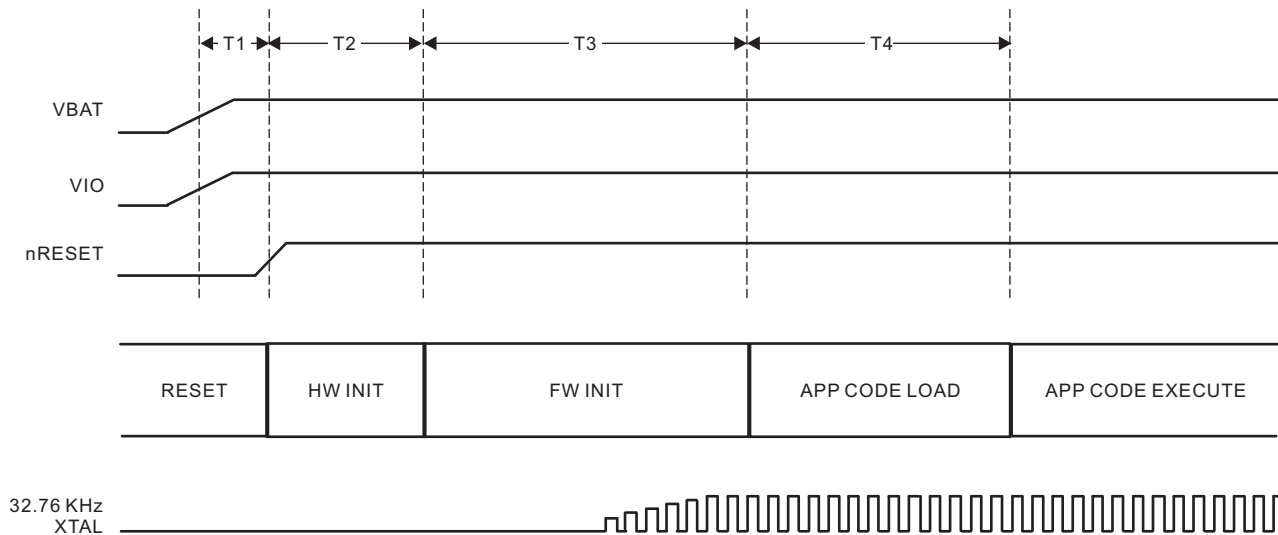 T1
T2
T3
T4
VBAT
VIO
nRESET
RESET
HW INIT
FW INIT
APP CODE LOAD
APP CODE EXECUTE
32.76 KHz
XTAL